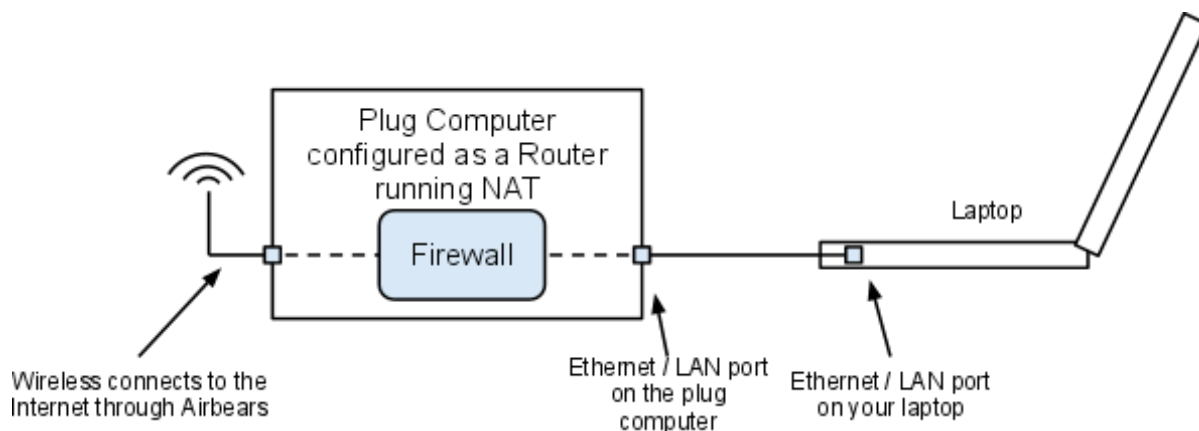 Plug Computer
configured as a Router
running NAT
Firewall
Laptop
Wireless connects to the
Internet through Airbears
Ethernet / LAN port
on the plug
computer
Ethernet / LAN port
on your laptop